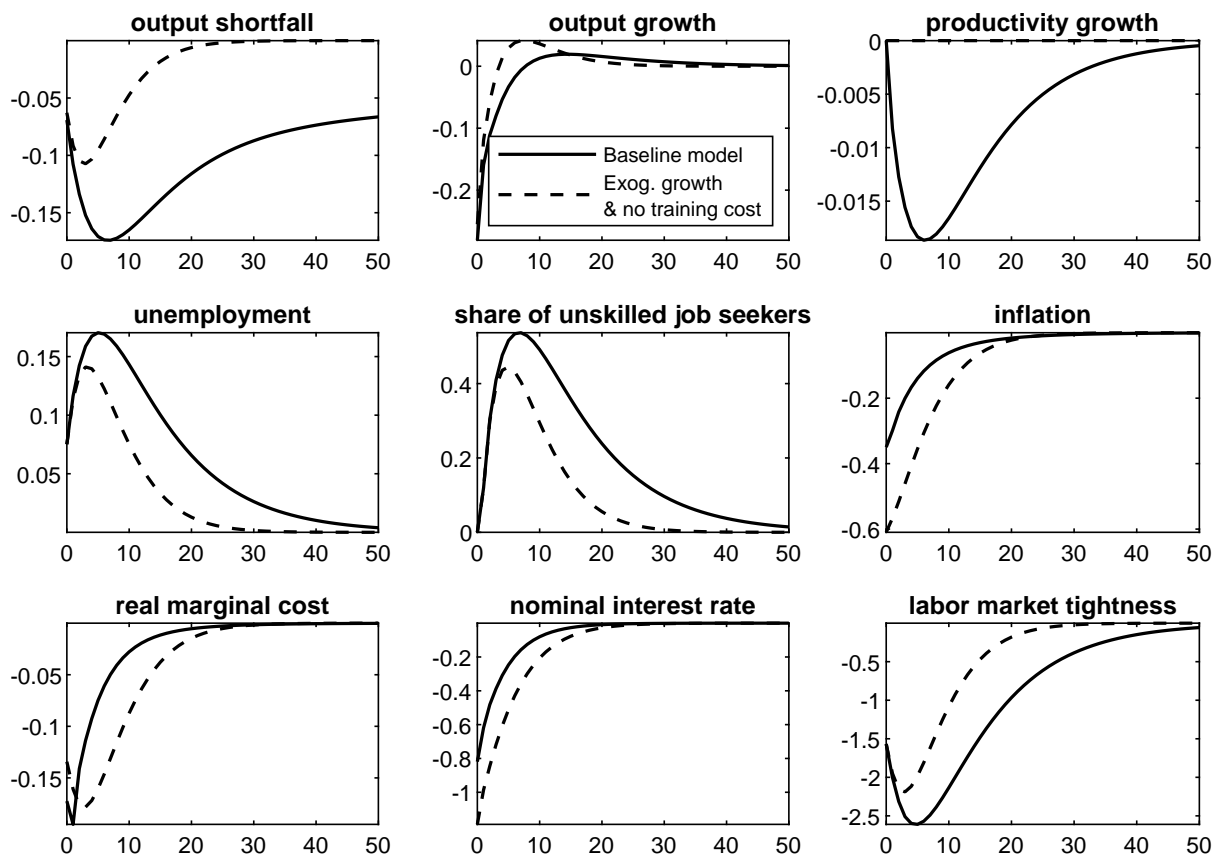 output shortfall
output growth
productivity growth
-0.05
-0.1
-0.15
0 10 20 30 40 50
0
-0.1
-0.2
Baseline model
Exog. growth
& no training cost
0 10 20 30 40 50
0
-0.005
-0.01
-0.015
0 10 20 30 40 50
unemployment
share of unskilled job seekers
inflation
0.15
0.1
0.05
0 10 20 30 40 50
0.4
0.2
0
0 10 20 30 40 50
-0.2
-0.4
-0.6
0 10 20 30 40 50
real marginal cost
nominal interest rate
labor market tightness
-0.05
-0.1
-0.15
0 10 20 30 40 50
-0.2
-0.4
-0.6
-0.8
-1
0 10 20 30 40 50
-0.5
-1
-1.5
-2
-2.5
0 10 20 30 40 50